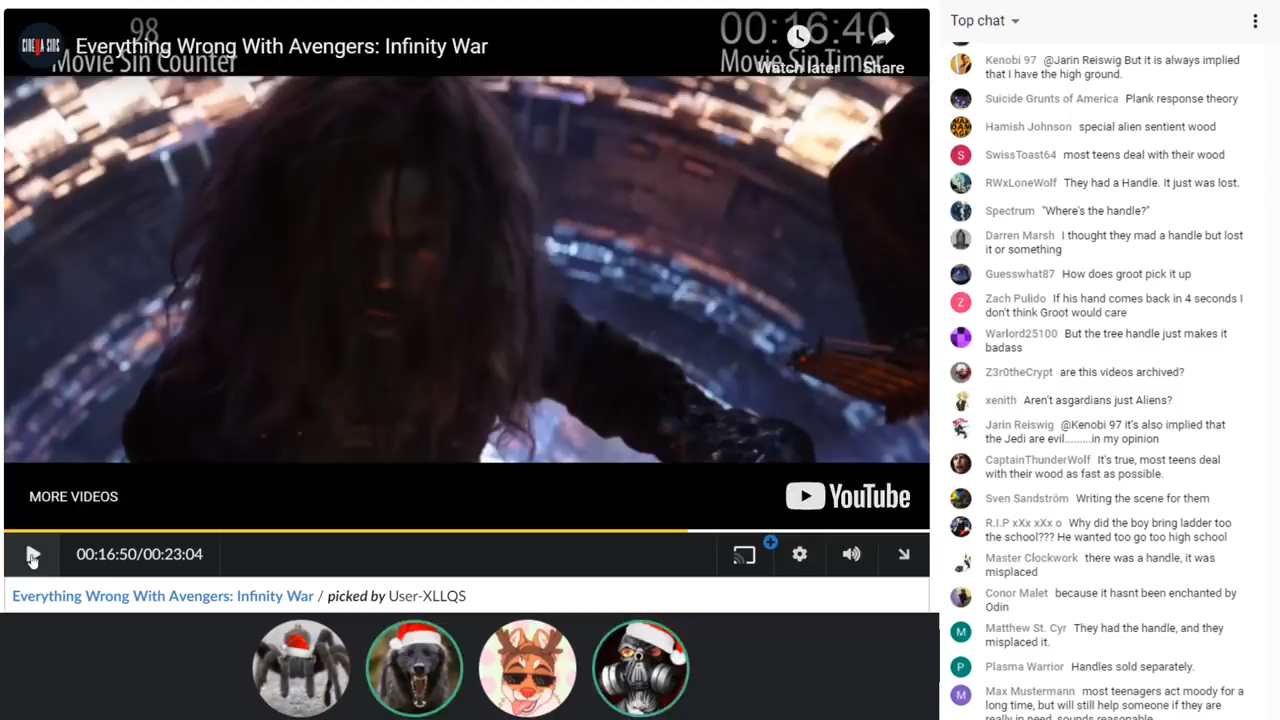 98
00:16:40
CINEMA SINS
Everything Wrong With Avengers: Infinity War
Movie Sin Counter
Movie Sin Timer
Watch later
Share
MORE VIDEOS
YouTube
00:16:50/00:23:04
Everything Wrong With Avengers: Infinity War / picked by User-XLLQS
Top chat
Kenobi 97 @Jarin Reiswig But it is always implied
that I have the high ground.
Suicide Grunts of America Plank response theory
Hamish Johnson special alien sentient wood
S
SwissToast64 most teens deal with their wood
RWxLoneWolf They had a Handle. It just was lost.
Spectrum "Where's the handle?"
Darren Marsh I thought they mad a handle but lost
it or something
Guesswhat87 How does groot pick it up
Z
Zach Pulido If his hand comes back in 4 seconds I
don't think Groot would care
Warlord25100 But the tree handle just makes it
badass
Z3r0theCrypt are this videos archived?
xenith Aren't asgardians just Aliens?
Jarin Reiswig @Kenobi 97 it's also implied that
the Jedi are evil.........in my opinion
CaptainThunderWolf It's true, most teens deal
with their wood as fast as possible.
Sven Sandström Writing the scene for them
R.I.P xXx xXx o Why did the boy bring ladder too
the school??? He wanted too go too high school
Master Clockwork there was a handle, it was
misplaced
Conor Malet because it hasnt been enchanted by
Odin
M
Matthew St. Cyr They had the handle, and they
misplaced it.
P
Plasma Warrior Handles sold separately.
M
Max Mustermann most teenagers act moody for a
long time, but will still help someone if they are
really in need, sounds reasonable